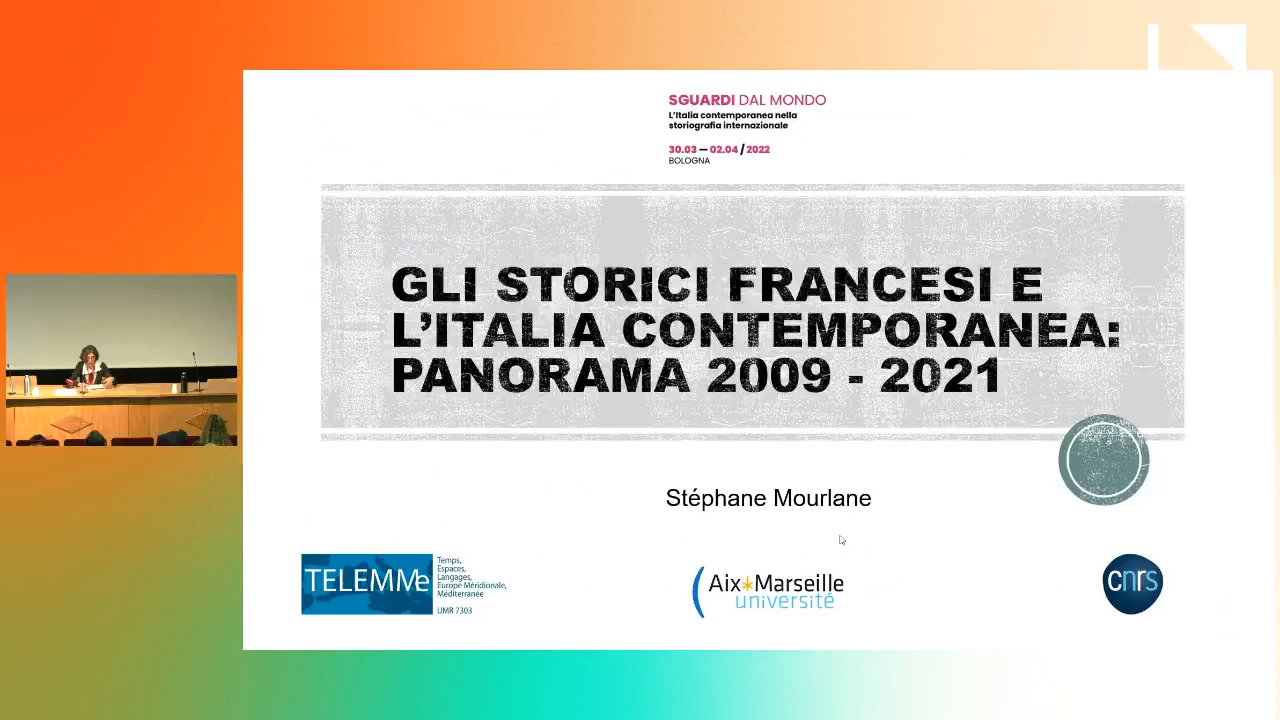 SGUARDI DAL MONDO
L'Italia contemporanea nella
storiografia internazionale
30.03 — 02.04 / 2022
BOLOGNA
GLI STORICI FRANCESI E
L'ITALIA CONTEMPORANEA:
PANORAMA 2009 - 2021
Stéphane Mourlane
TELEMMe
Temps,
Espaces,
Langages,
Europe Méridionale,
Méditerranée
UMR 7303
Aix*Marseille
université
cnrs